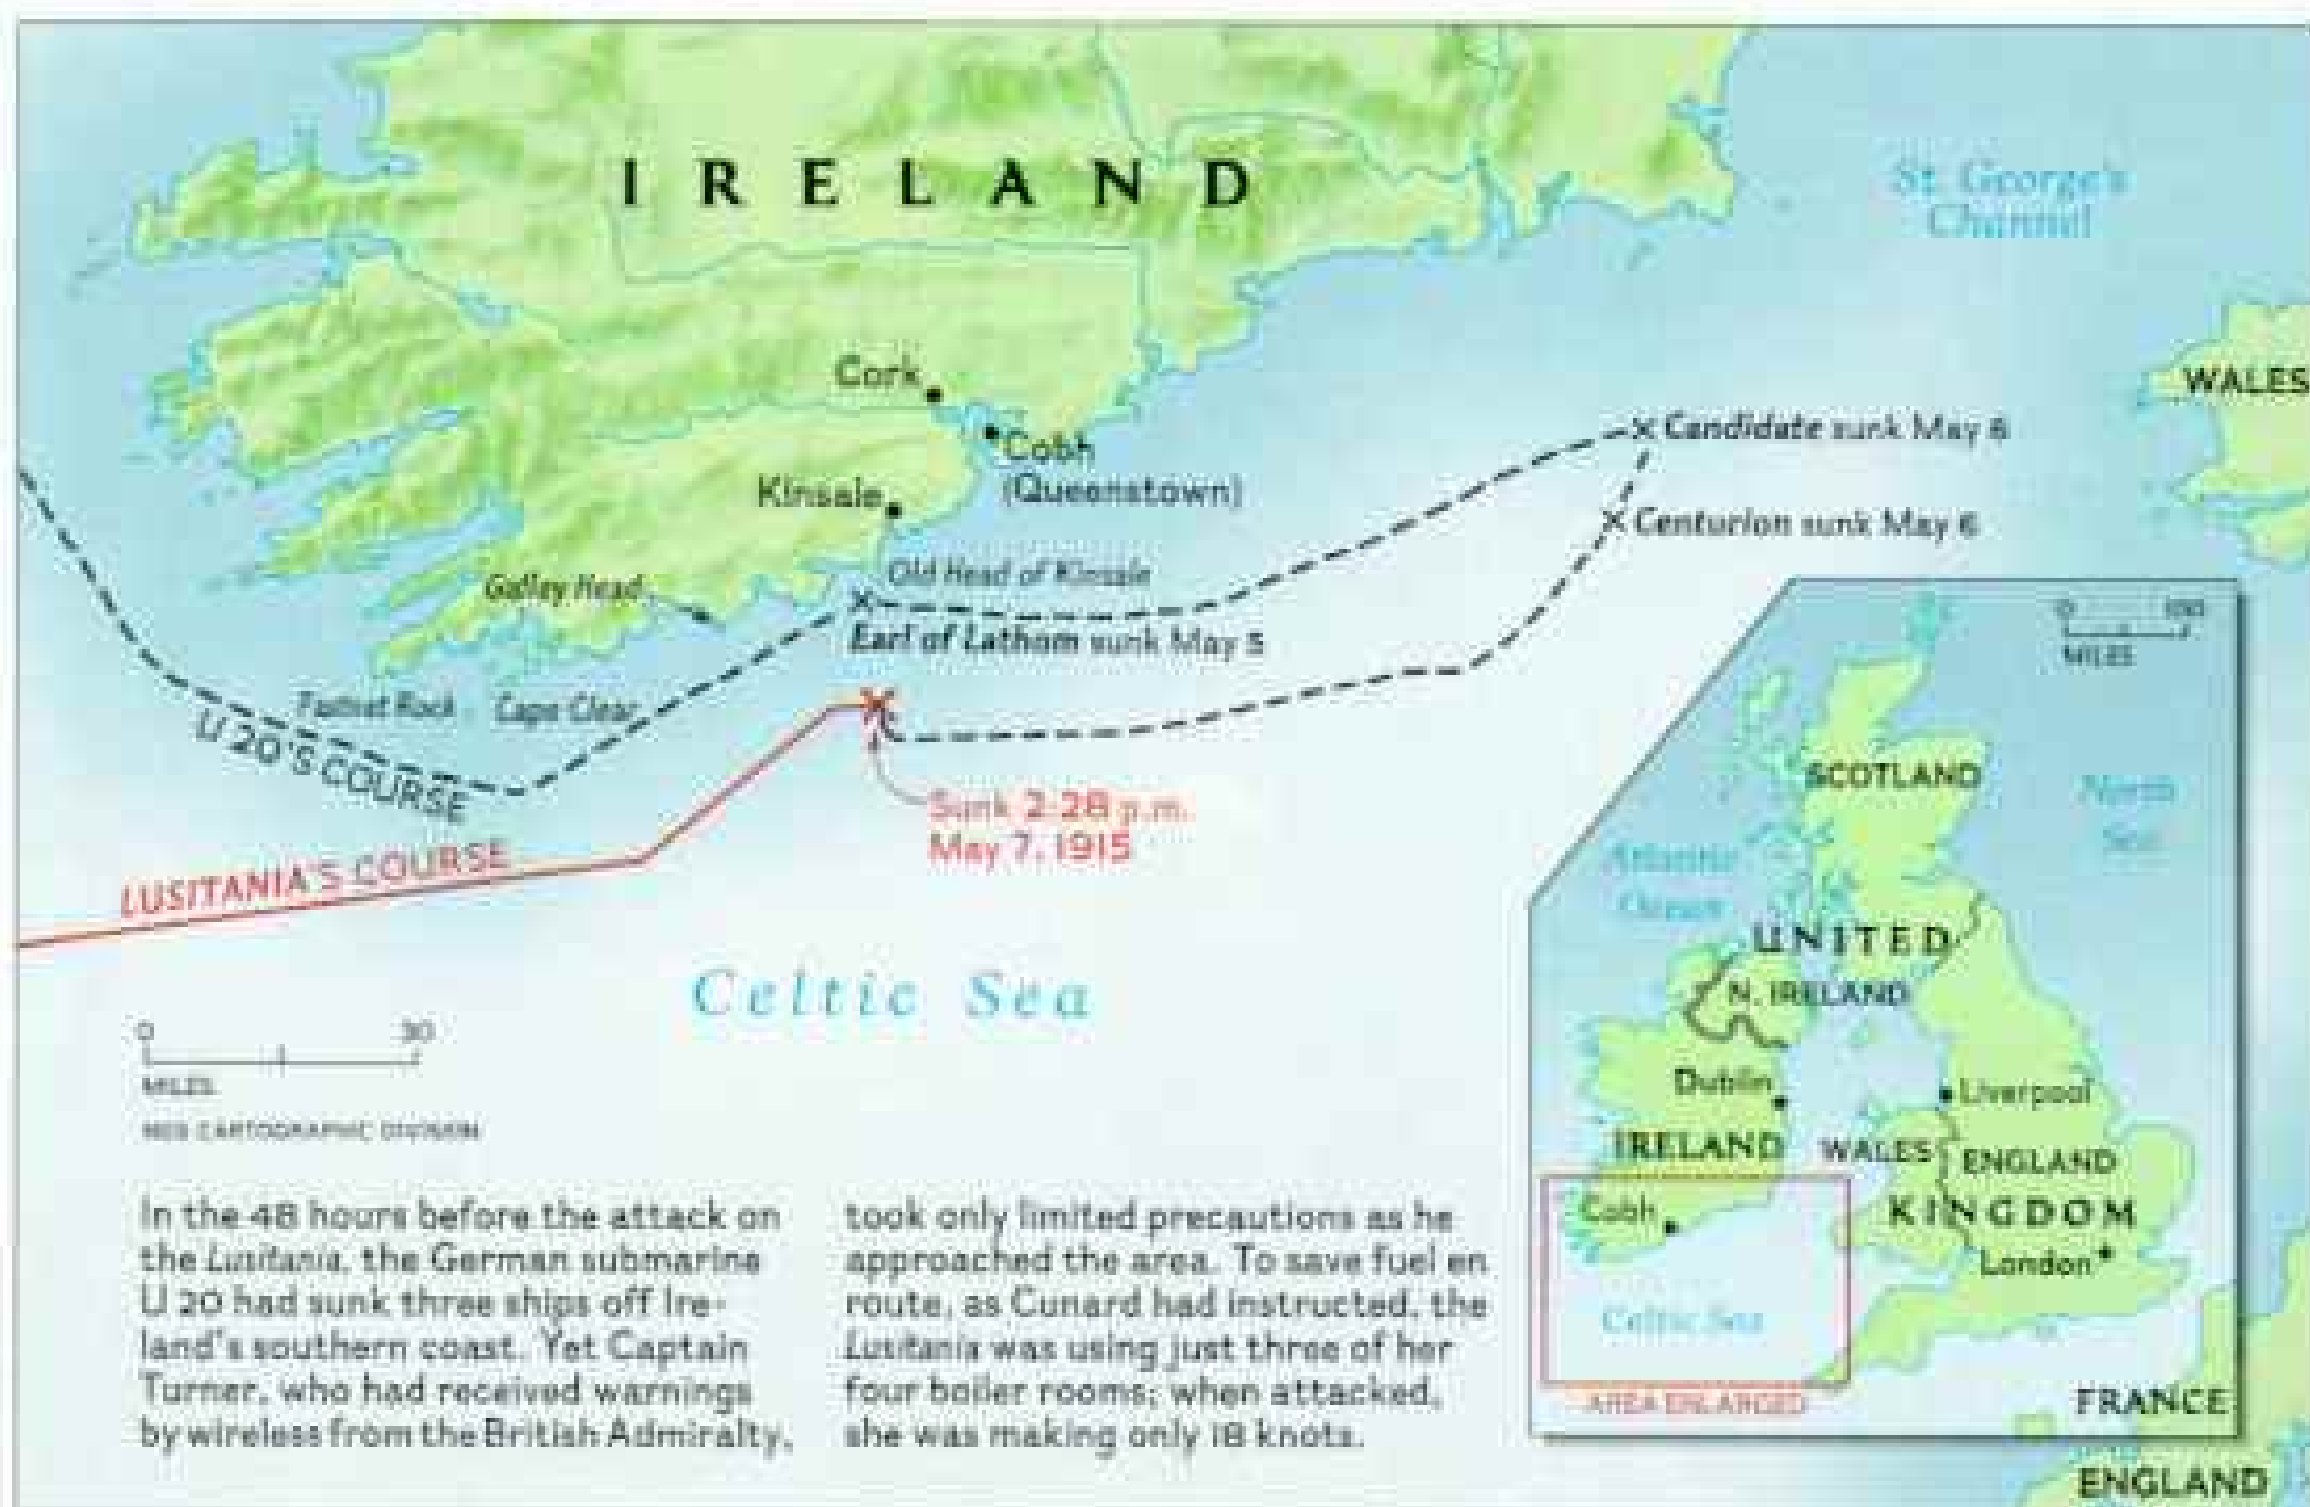 IRELAND
St. George's
Channel
WALES
Cork
Cobh
(Queenstown)
Kinsale
Candidate sunk May 6
Centurion sunk May 6
Old Head of Kinsale
Galley Head
Earl of Lathom sunk May 5
Fastnet Rock
Cape Clear
U 20'S COURSE
Sunk 2:28 p.m.
May 7, 1915
LUSITANIA'S COURSE
Celtic Sea
0 30
MILES
NGS CARTOGRAPHIC DIVISION
In the 48 hours before the attack on
the Lusitania, the German submarine
U 20 had sunk three ships off Ire-
land's southern coast. Yet Captain
Turner, who had received warnings
by wireless from the British Admiralty,
took only limited precautions as he
approached the area. To save fuel en
route, as Cunard had instructed, the
Lusitania was using just three of her
four boiler rooms; when attacked,
she was making only 18 knots.
0 150
MILES
SCOTLAND
North
Sea
Atlantic
Ocean
UNITED
N. IRELAND
Dublin
Liverpool
IRELAND
WALES
ENGLAND
Cobh
KINGDOM
London
Celtic Sea
AREA ENLARGED
FRANCE
ENGLAND